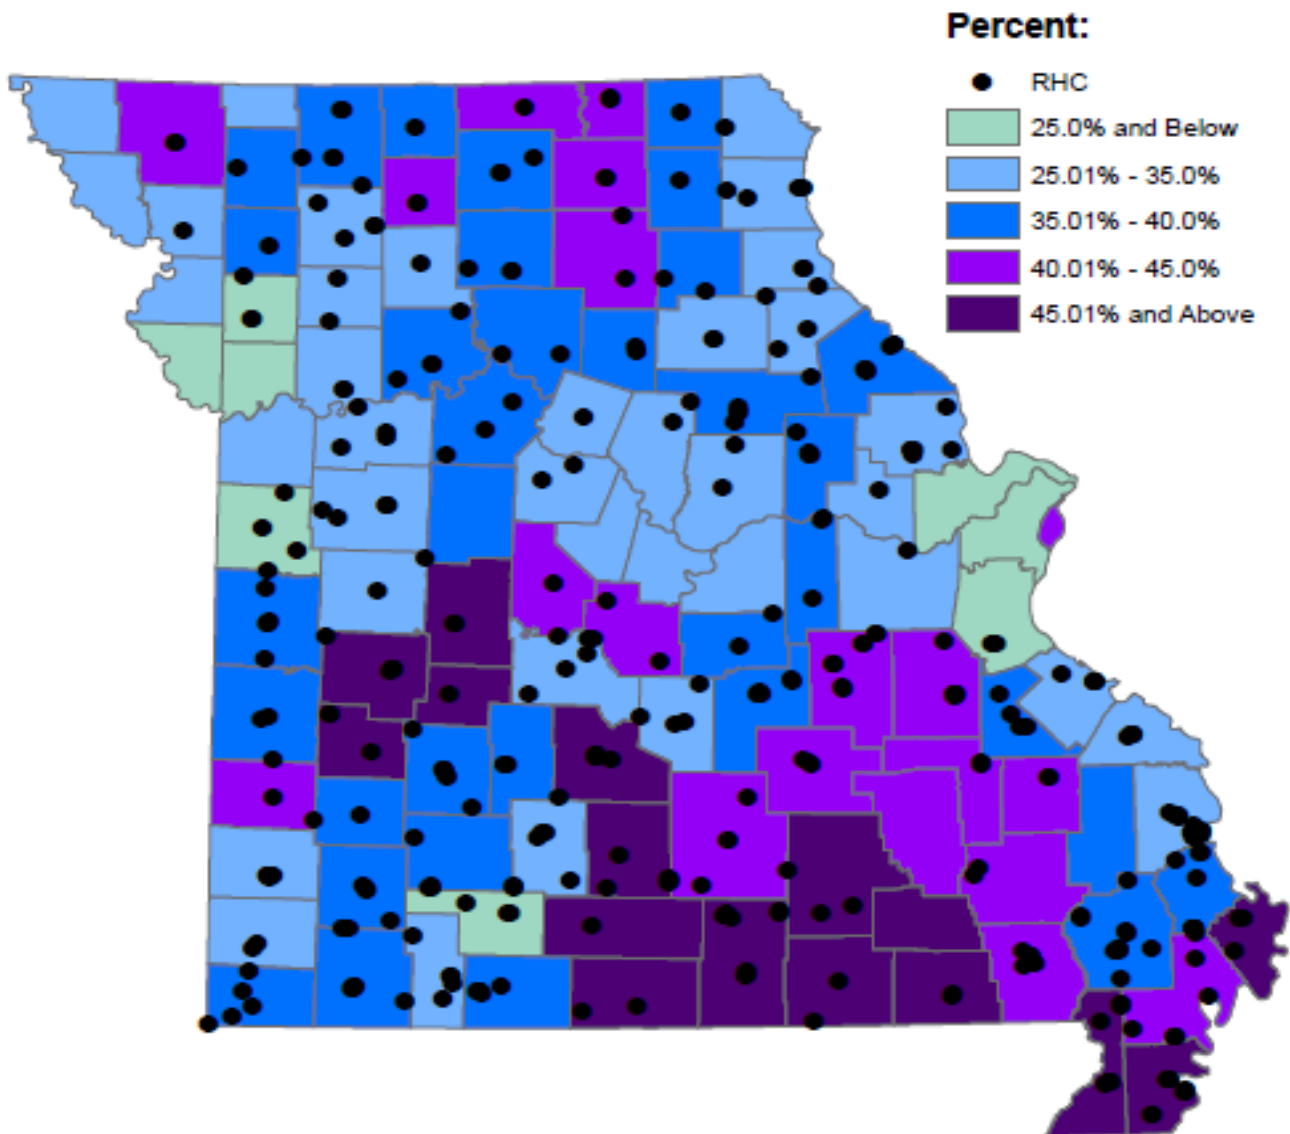 Percent:
RHC
25.0% and Below
25.01% - 35.0%
35.01% - 40.0%
40.01% - 45.0%
45.01% and Above